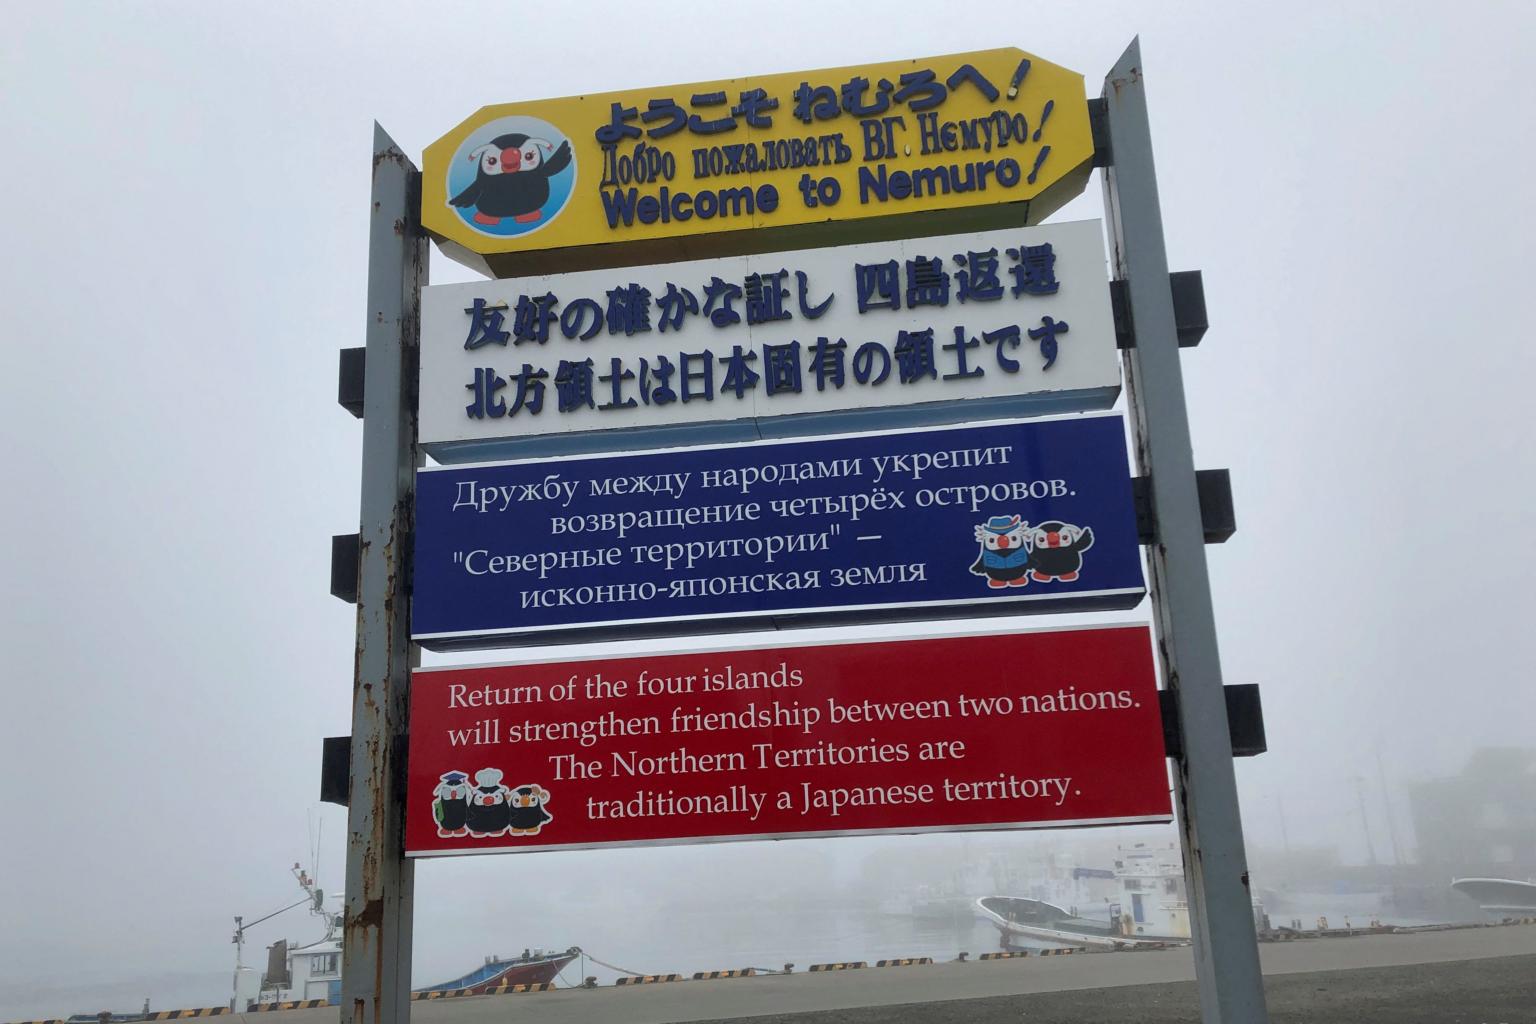 ようこそ ねむろへ!
Добро пожаловать ВГ. Немуро!
Welcome to Nemuro!
友好の確かな証し 四島返還
北方領土は日本固有の領土です
Дружбу между народами укрепит
возвращение четырёх островов.
"Северные территории" —
исконно-японская земля
Return of the four islands
will strengthen friendship between two nations.
The Northern Territories are
traditionally a Japanese territory.